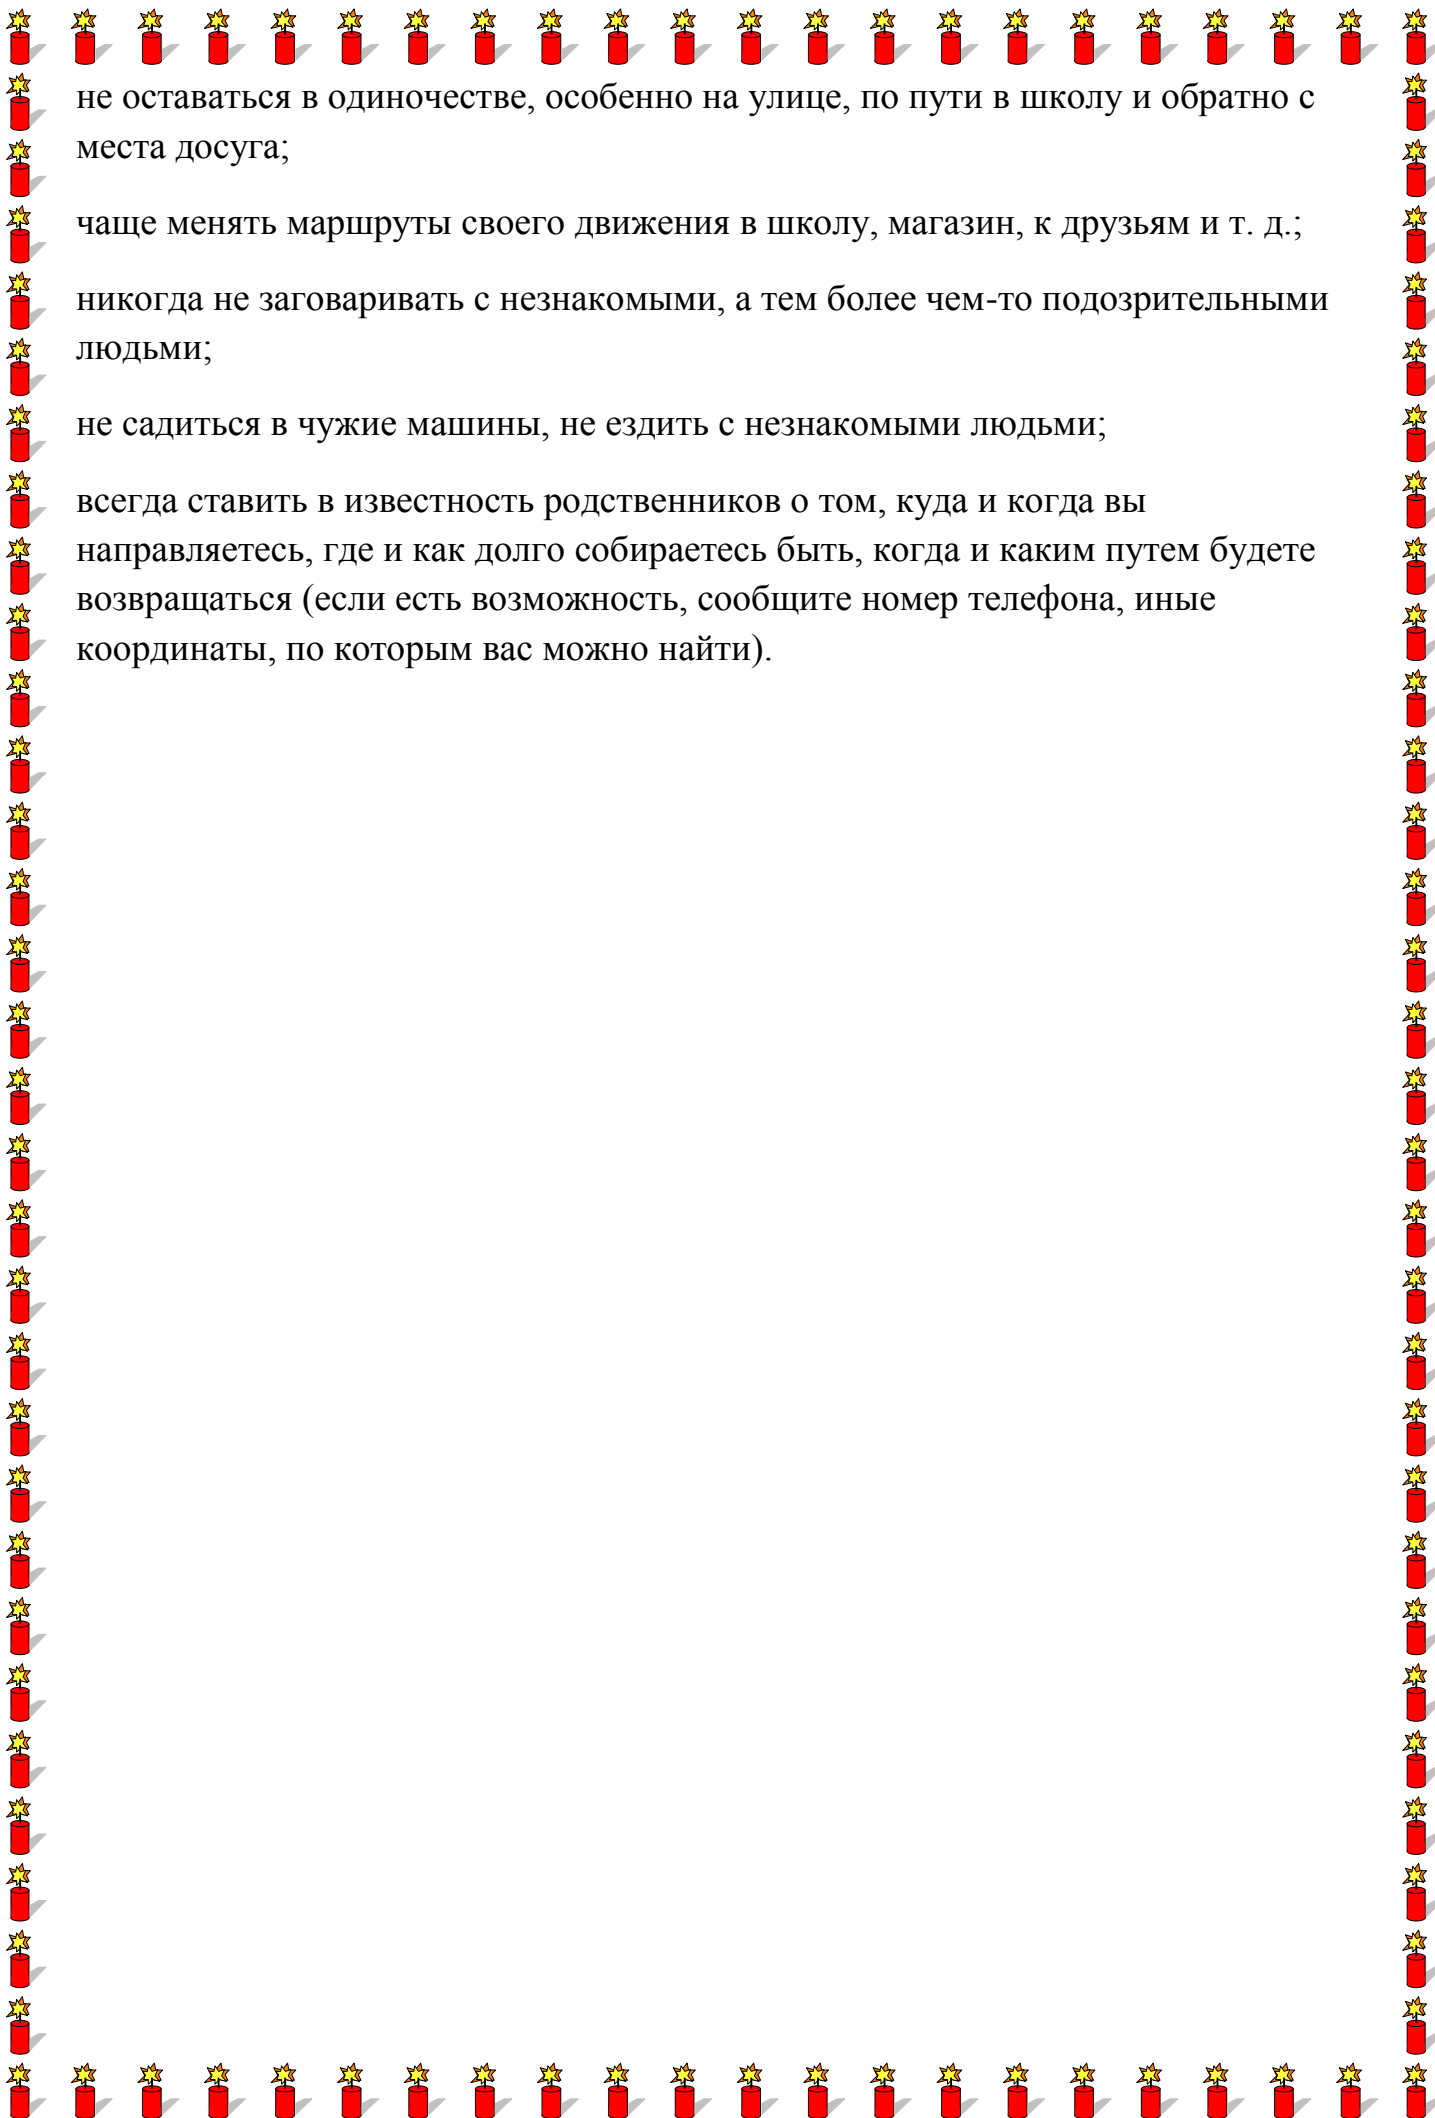 не оставаться в одиночестве, особенно на улице, по пути в школу и обратно с
места досуга;
чаще менять маршруты своего движения в школу, магазин, к друзьям и т. д.;
никогда не заговаривать с незнакомыми, а тем более чем-то подозрительными
людьми;
не садиться в чужие машины, не ездить с незнакомыми людьми;
всегда ставить в известность родственников о том, куда и когда вы
направляетесь, где и как долго собираетесь быть, когда и каким путем будете
возвращаться (если есть возможность, сообщите номер телефона, иные
координаты, по которым вас можно найти).